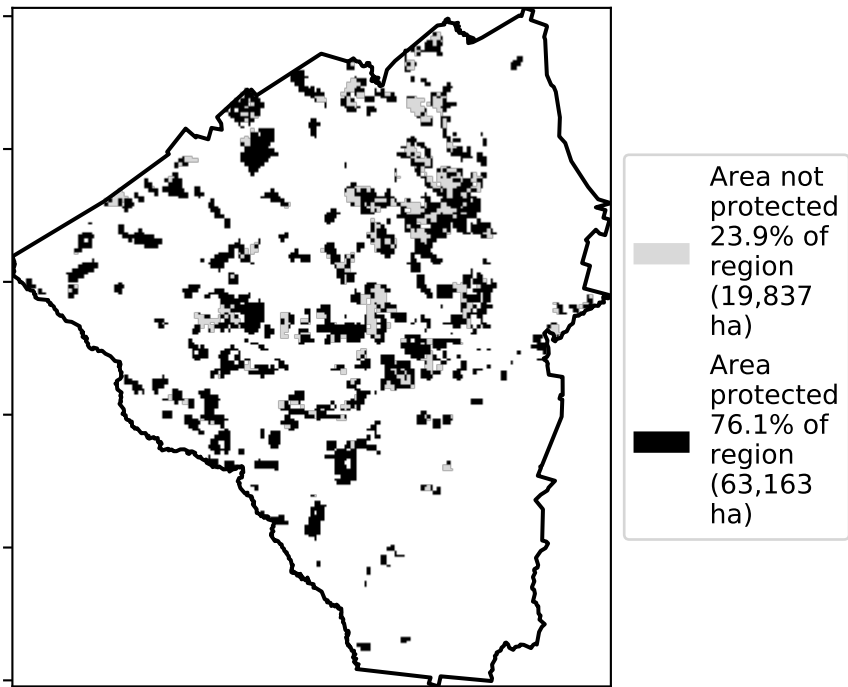 Area not
protected
23.9% of
region
(19,837
ha)
Area
protected
76.1% of
region
(63,163
ha)